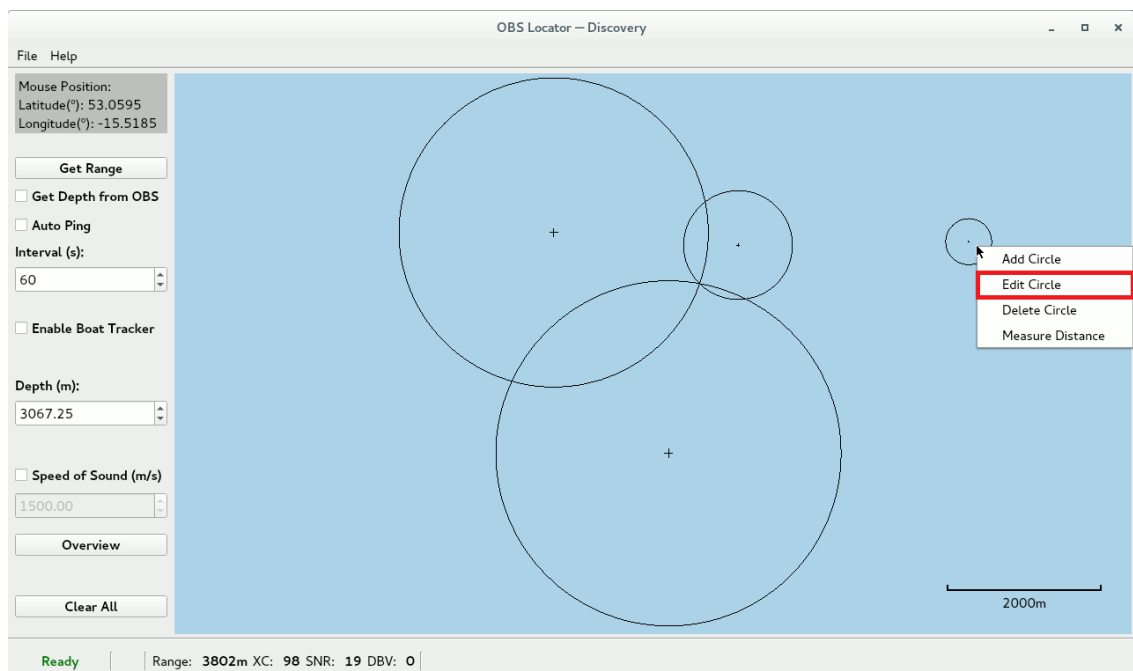 OBS Locator — Discovery
File Help
Mouse Position:
Latitude(º): 53.0595
Longitude(º): -15.5185
Get Range
Get Depth from OBS
Auto Ping
Interval (s):
60
Enable Boat Tracker
Depth (m):
3067.25
Speed of Sound (m/s)
1500.00
Overview
Clear All
Add Circle
Edit Circle
Delete Circle
Measure Distance
2000m
Ready
Range: 3802m XC: 98 SNR: 19 DBV: 0